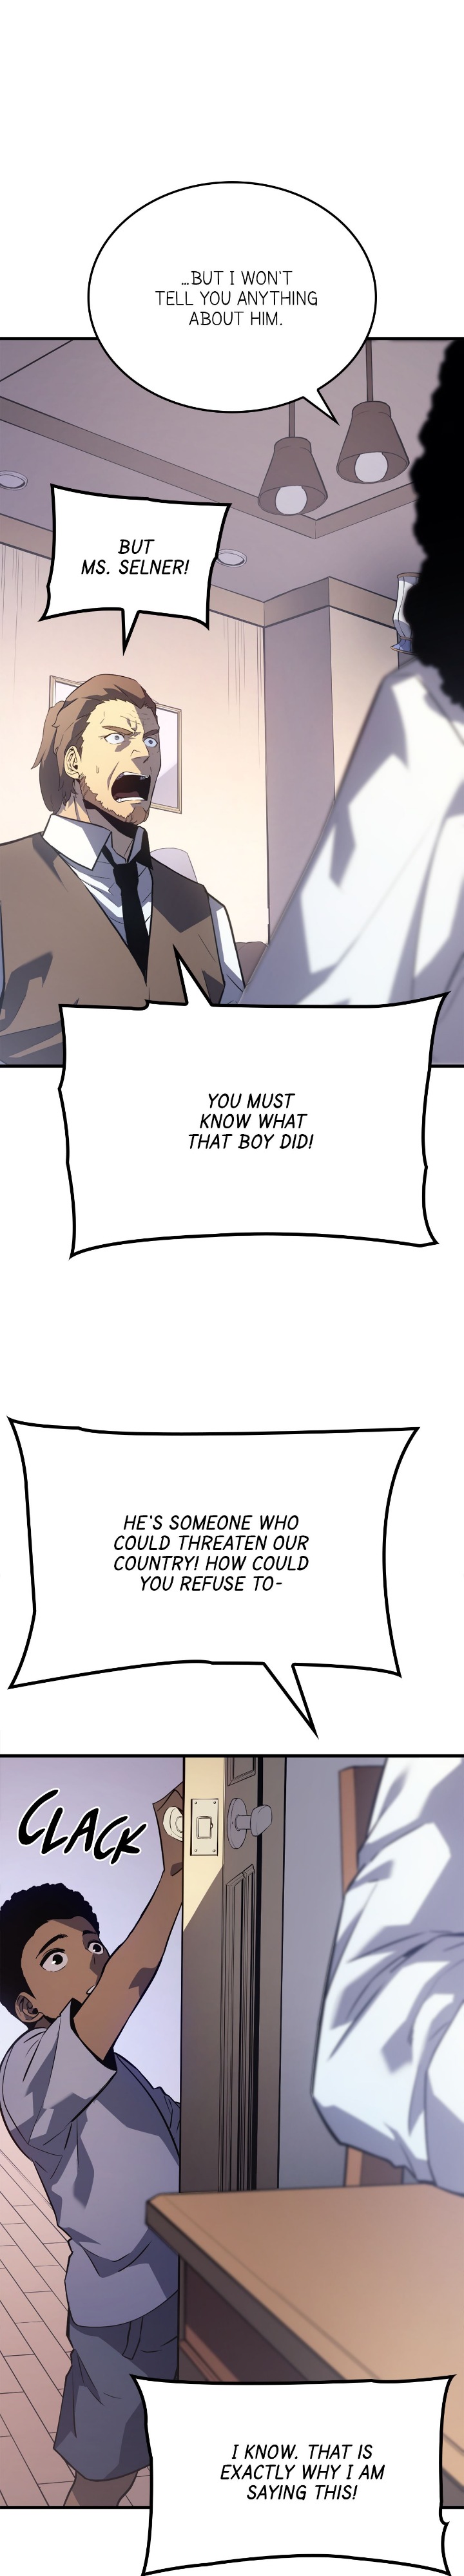 ...BUT I WON'T
TELL YOU ANYTHING
ABOUT HIM.
BUT
MS. SELNER!
YOU MUST
KNOW WHAT
THAT BOY DID!
HE'S SOMEONE WHO
COULD THREATEN OUR
COUNTRY! HOW COULD
YOU REFUSE TO-
CLACK
I KNOW. THAT IS
EXACTLY WHY I AM
SAYING THIS!